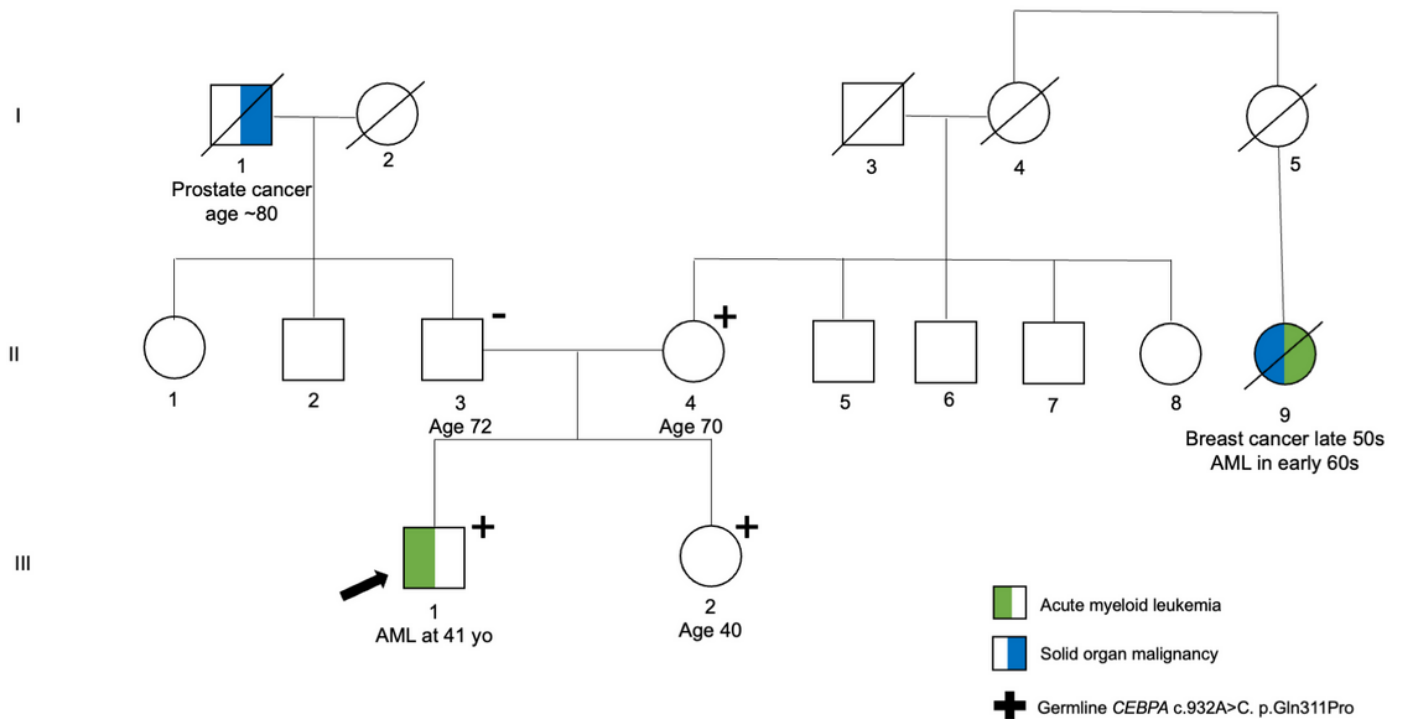 I
1
2
3
4
5
Prostate cancer
age ~80
II
-
+
1
2
3
4
5
6
7
8
9
Age 72
Age 70
Breast cancer late 50s
AML in early 60s
III
+
+
1
2
AML at 41 yo
Age 40
Acute myeloid leukemia
Solid organ malignancy
+ Germline CEBPA c.932A>C. p.Gln311Pro